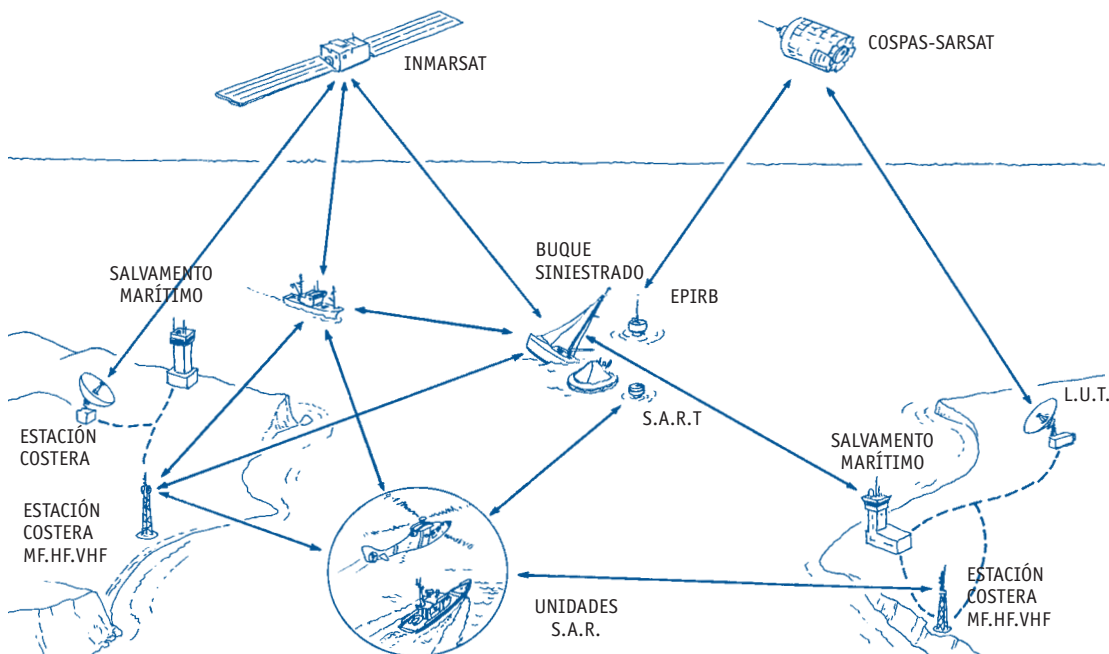 INMARSAT
COSPAS-SARSAT
SALVAMENTO
MARÍTIMO
BUQUE
SINIESTRADO
EPIRB
S.A.R.T
L.U.T.
ESTACIÓN
COSTERA
SALVAMENTO
MARÍTIMO
ESTACIÓN
COSTERA
MF.HF.VHF
UNIDADES
S.A.R.
ESTACIÓN
COSTERA
MF.HF.VHF